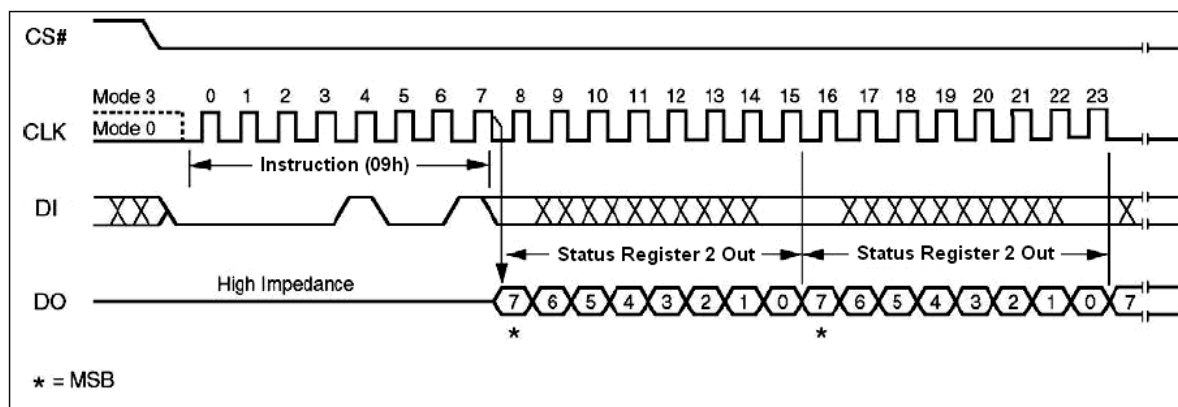 CS#
Mode 3 0 1 2 3 4 5 6 7 8 9 10 11 12 13 14 15 16 17 18 19 20 21 22 23
Mode 0
CLK
Instruction (09h)
DI
Status Register 2 Out Status Register 2 Out
High Impedance
DO 7 6 5 4 3 2 1 0 7 6 5 4 3 2 1 0 7
* *
* = MSB